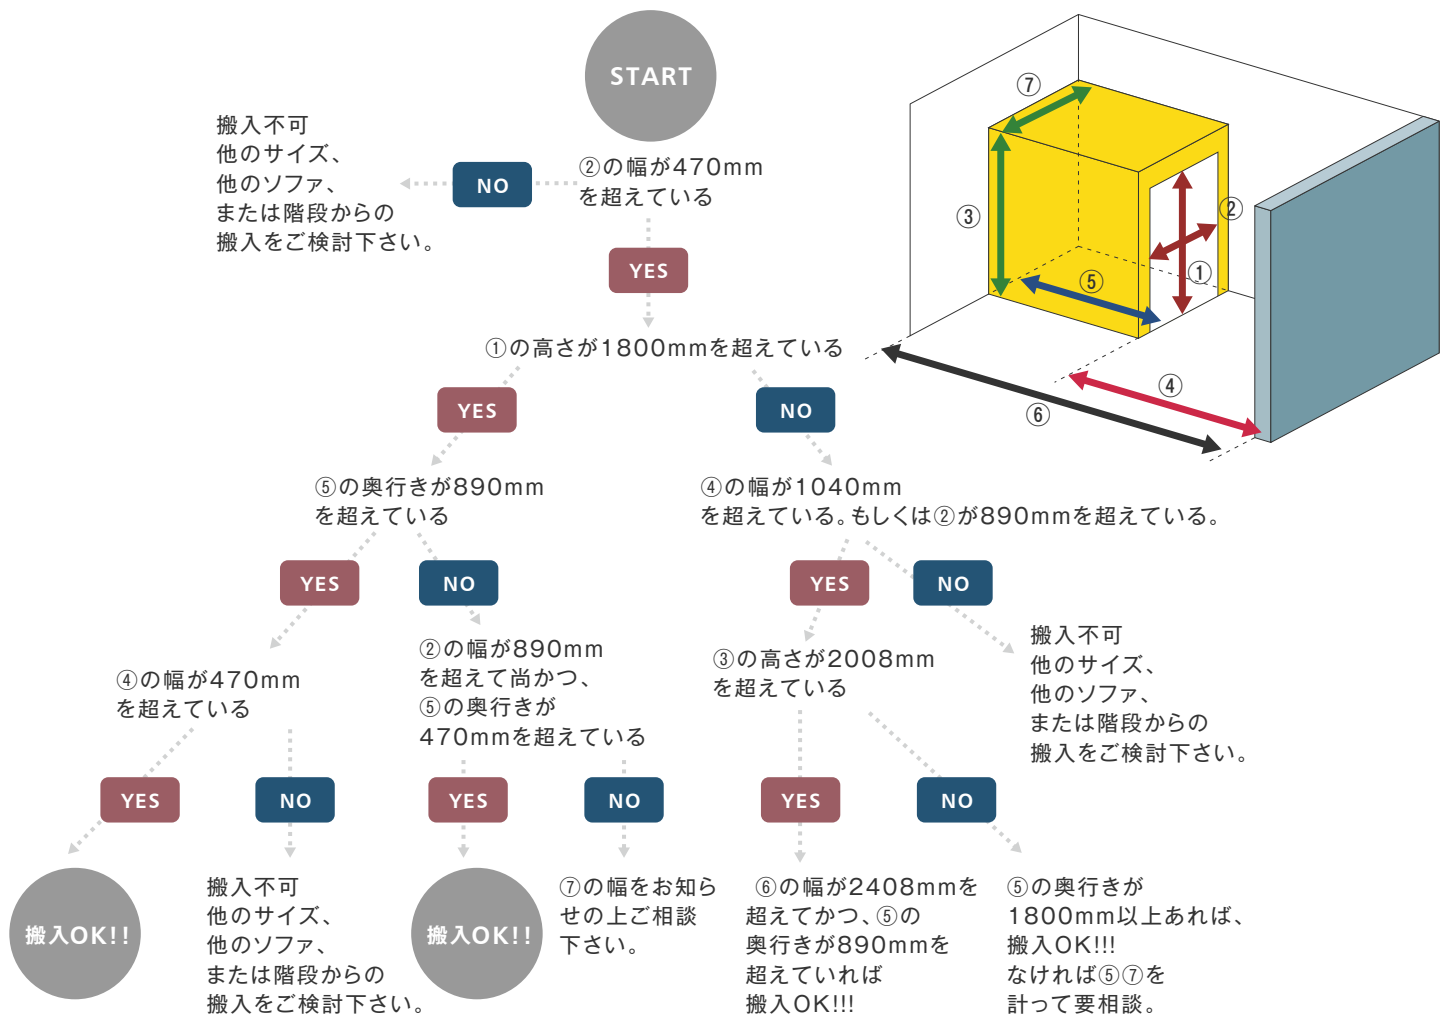 START
②の幅が470mm
を超えている
NO
搬入不可
他のサイズ、
他のソファ、
または階段からの
搬入をご検討下さい。
YES
①の高さが1800mmを超えている
YES
NO
⑤の奥行きが890mm
を超えている
④の幅が1040mm
を超えている。もしくは②が890mmを超えている。
YES
NO
YES
NO
④の幅が470mm
を超えている
②の幅が890mm
を超えて尚かつ、
⑤の奥行きが
470mmを超えている
③の高さが2008mm
を超えている
搬入不可
他のサイズ、
他のソファ、
または階段からの
搬入をご検討下さい。
YES
NO
YES
NO
YES
NO
搬入OK!!
搬入不可
他のサイズ、
他のソファ、
または階段からの
搬入をご検討下さい。
搬入OK!!
⑦の幅をお知ら
せの上ご相談
下さい。
⑥の幅が2408mmを
超えてかつ、⑤の
奥行きが890mmを
超えていれば
搬入OK!!!
⑤の奥行きが
1800mm以上あれば、
搬入OK!!!
なければ⑤⑦を
計って要相談。
⑦
③
②
①
⑤
④
⑥